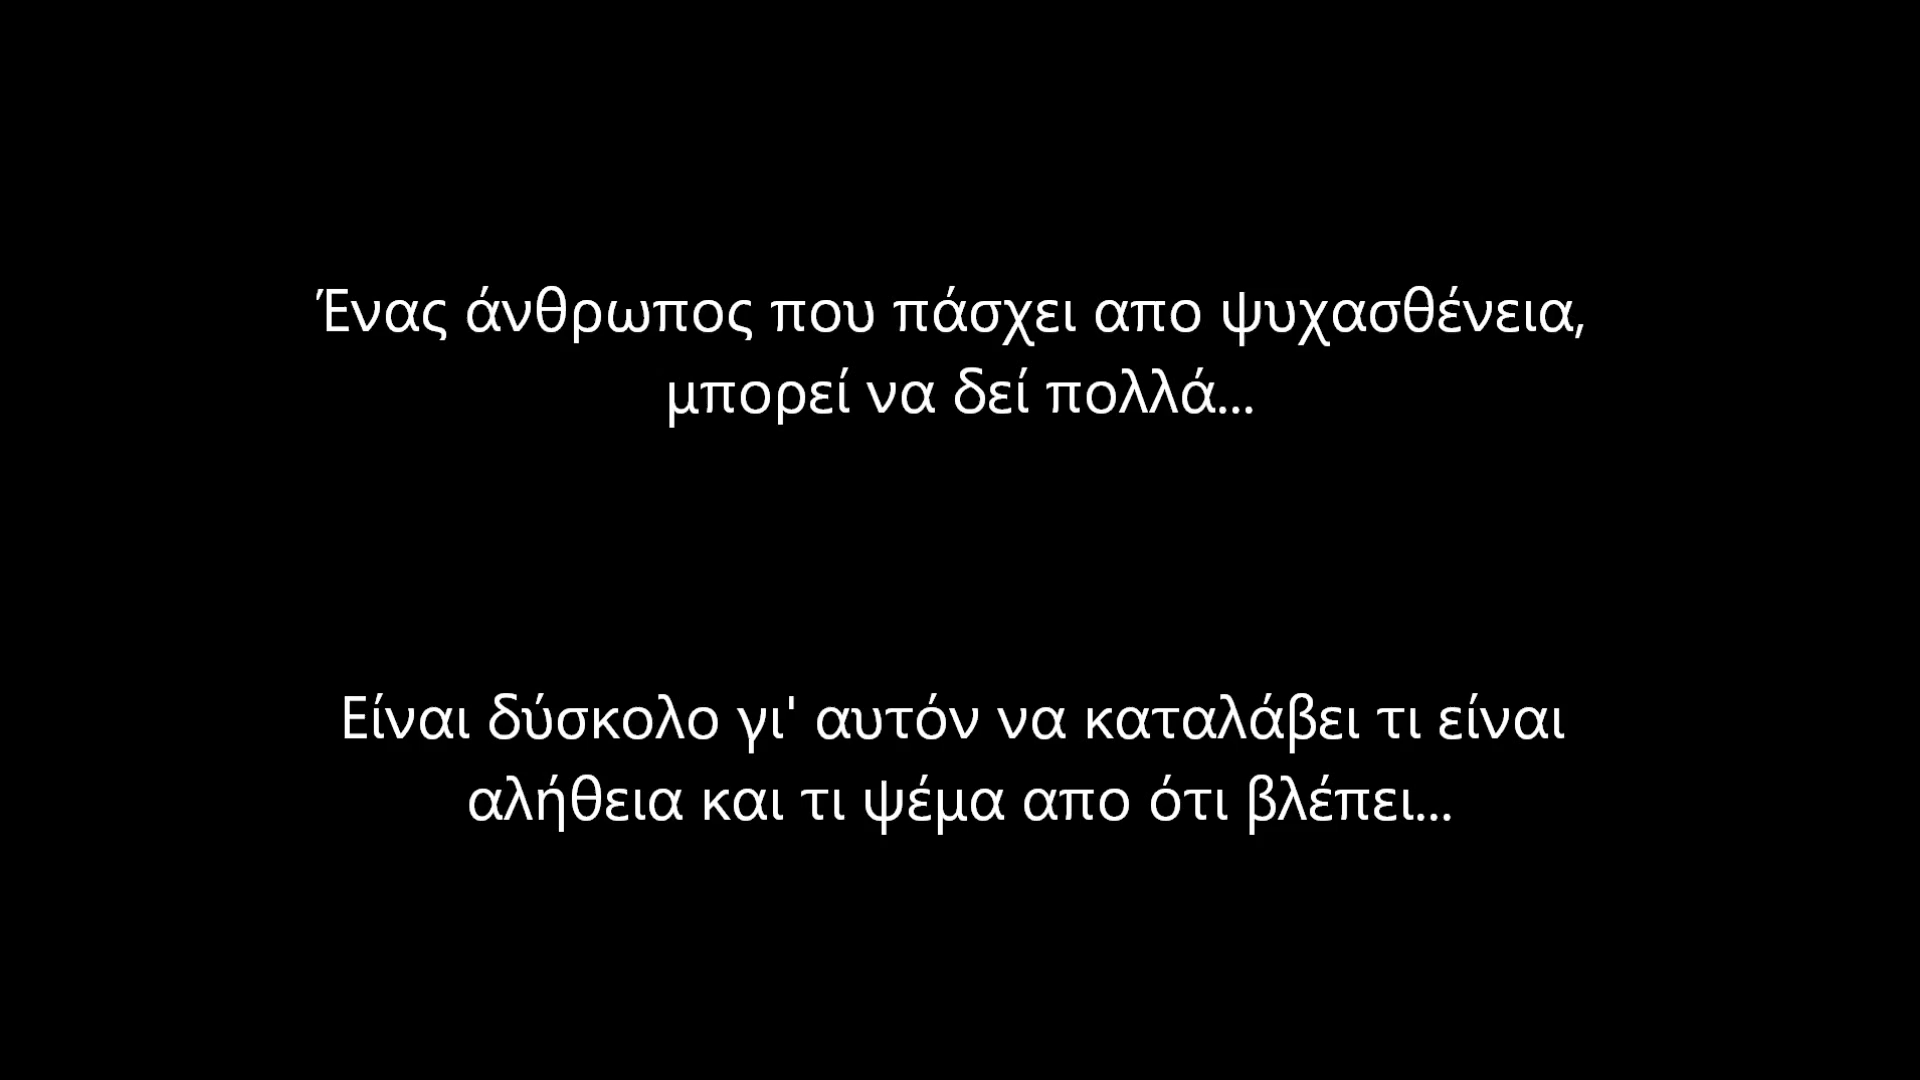 Ένας άνθρωπος που πάσχει απο ψυχασθένεια,
μπορεί να δεί πολλά...
Είναι δύσκολο γι' αυτόν να καταλάβει τι είναι
αλήθεια και τι ψέμα απο ότι βλέπει...